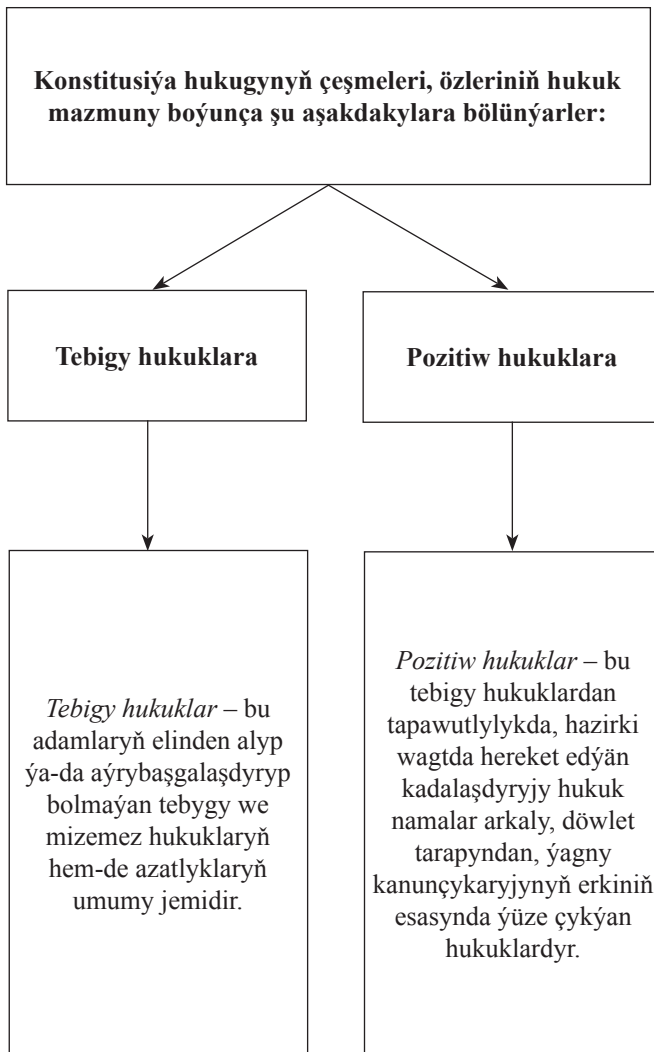 Konstitusiýa hukugynyň çeşmeleri, özleriniň hukuk
mazmuny boýunça şu aşakdakylara bölünýarler:
Tebigy hukuklara
Pozitiw hukuklara
Tebigy hukuklar – bu
adamlaryň elinden alyp
ýa-da aýrybaşgalaşdyryp
bolmaýan tebygy we
mizemez hukuklaryň
hem-de azatlyklaryň
umumy jemidir.
Pozitiw hukuklar – bu
tebigy hukuklardan
tapawutlylykda, hazirki
wagtda hereket edýän
kadalaşdyryjy hukuk
namalar arkaly, döwlet
tarapyndan, ýagny
kanunçykaryjynyň erkiniň
esasynda ýüze çykýan
hukuklardyr.